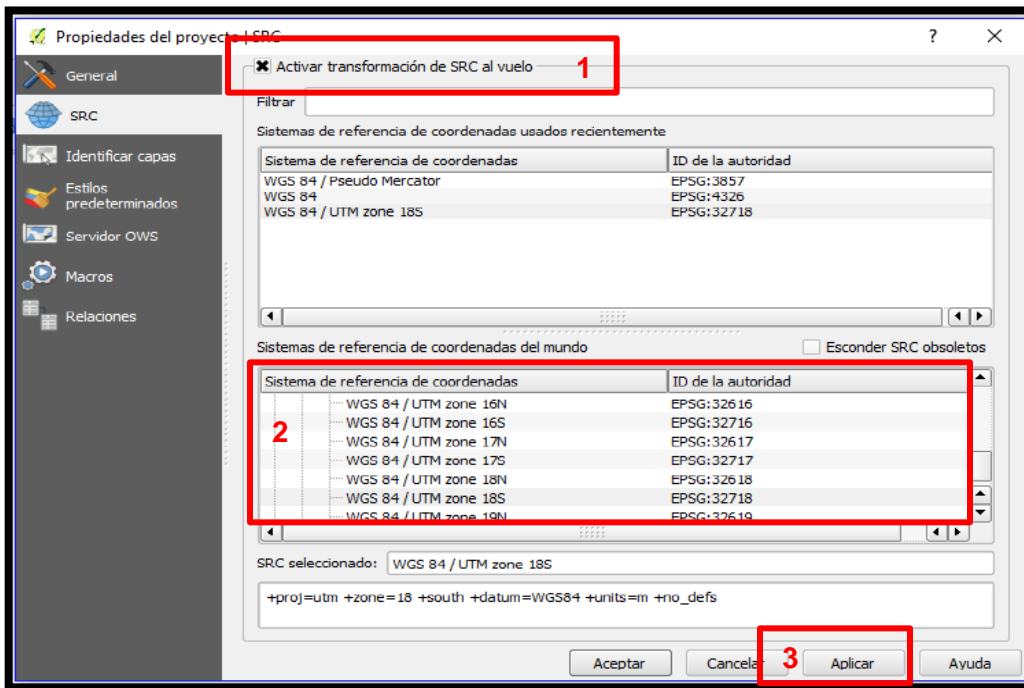 Propiedades del proyecto | SRC
?
General
SRC
Identificar capas
Estilos
predeterminados
Servidor OWS
Macros
Relaciones
Activar transformación de SRC al vuelo
1
Filtrar
Sistemas de referencia de coordenadas usados recientemente
Sistema de referencia de coordenadas ID de la autoridad
WGS 84 / Pseudo Mercator EPSG:3857
WGS 84 EPSG:4326
WGS 84 / UTM zone 18S EPSG:32718
Sistemas de referencia de coordenadas del mundo
Esconder SRC obsoletos
Sistema de referencia de coordenadas ID de la autoridad
2
WGS 84 / UTM zone 16N EPSG:32616
WGS 84 / UTM zone 16S EPSG:32716
WGS 84 / UTM zone 17N EPSG:32617
WGS 84 / UTM zone 17S EPSG:32717
WGS 84 / UTM zone 18N EPSG:32618
WGS 84 / UTM zone 18S EPSG:32718
WGS 84 / UTM zone 19N EPSG:32619
SRC seleccionado: WGS 84 / UTM zone 18S
+proj=utm +zone=18 +south +datum=WGS84 +units=m +no_defs
Aceptar
Cancelar
3
Aplicar
Ayuda